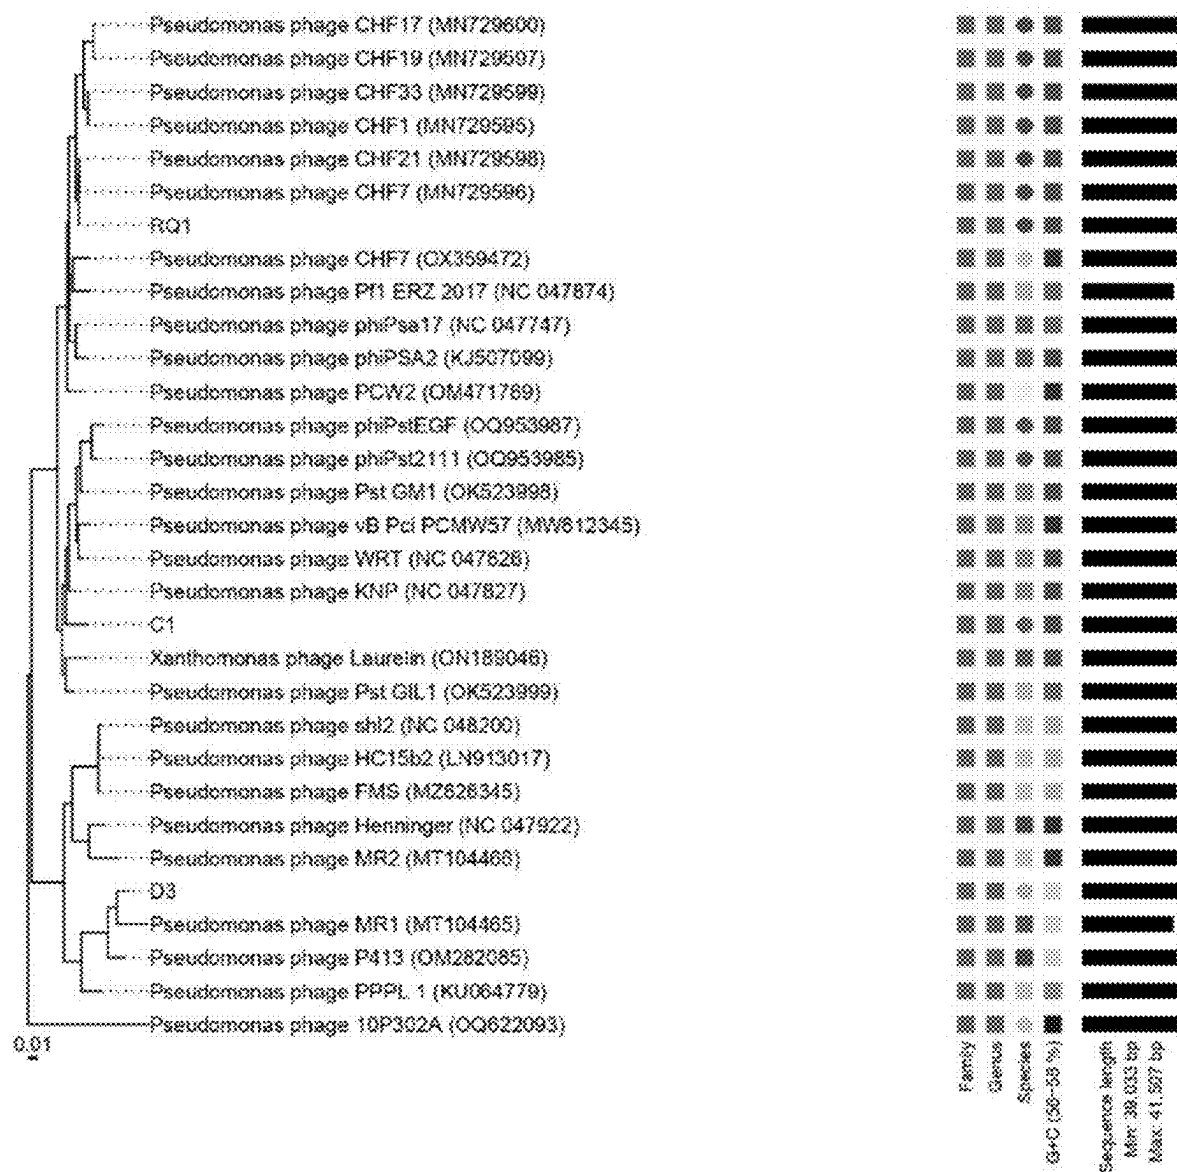 Pseudomonas phage CHF17 (MN729600)
Pseudomonas phage CHF19 (MN729597)
Pseudomonas phage CHF33 (MN729599)
Pseudomonas phage CHF1 (MN729595)
Pseudomonas phage CHF21 (MN729598)
Pseudomonas phage CHF7 (MN729596)
RQ1
Pseudomonas phage CHF7 (OX359472)
Pseudomonas phage Pf1 ERZ 2017 (NC 047874)
Pseudomonas phage phiPsa17 (NC 047747)
Pseudomonas phage phiPSA2 (KJ507099)
Pseudomonas phage PCW2 (OM471789)
Pseudomonas phage phiPstEGF (OQ953987)
Pseudomonas phage phiPst2111 (OQ953985)
Pseudomonas phage Pst GM1 (OK523998)
Pseudomonas phage vB Pci PCMW57 (MW612345)
Pseudomonas phage WRT (NC 047828)
Pseudomonas phage KNP (NC 047827)
C1
Xanthomonas phage Laurelin (ON189046)
Pseudomonas phage Pst GIL1 (OK523999)
Pseudomonas phage shl2 (NC 048200)
Pseudomonas phage HC15b2 (LN913017)
Pseudomonas phage FMS (MZ628345)
Pseudomonas phage Henninger (NC 047922)
Pseudomonas phage MR2 (MT104468)
D3
Pseudomonas phage MR1 (MT104465)
Pseudomonas phage P413 (OM282085)
Pseudomonas phage PPPL 1 (KU064779)
Pseudomonas phage 10P302A (OQ622093)
0.01
Family
Genus
Species
G+C (56-58 %)
Sequence length
Min: 39.033 bp
Max: 41.507 bp